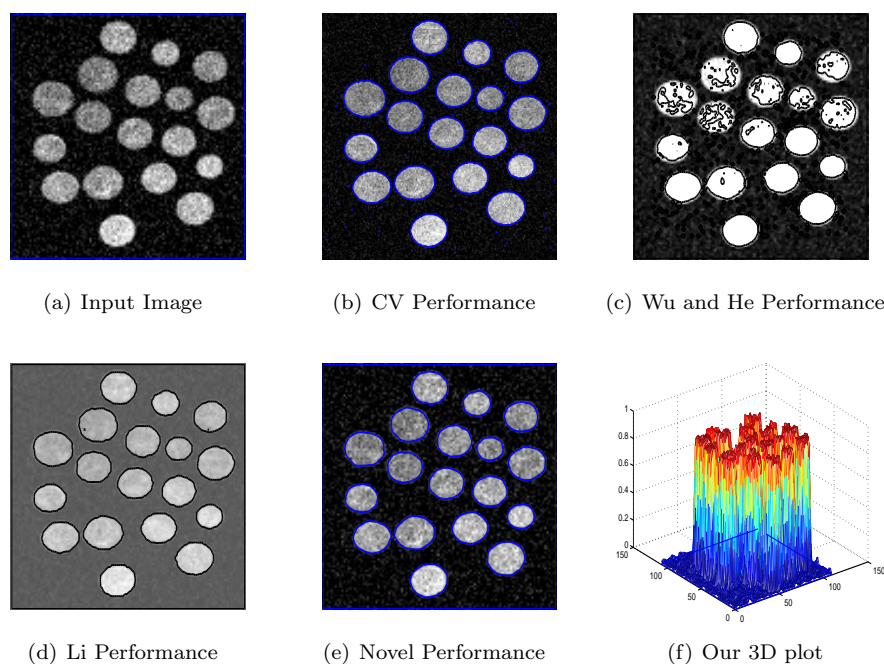 (a) Input Image
(b) CV Performance
(c) Wu and He Performance
1
0.8
0.6
0.4
0.2
0
150
100
50
0
0
50
100
150
(d) Li Performance
(e) Novel Performance
(f) Our 3D plot